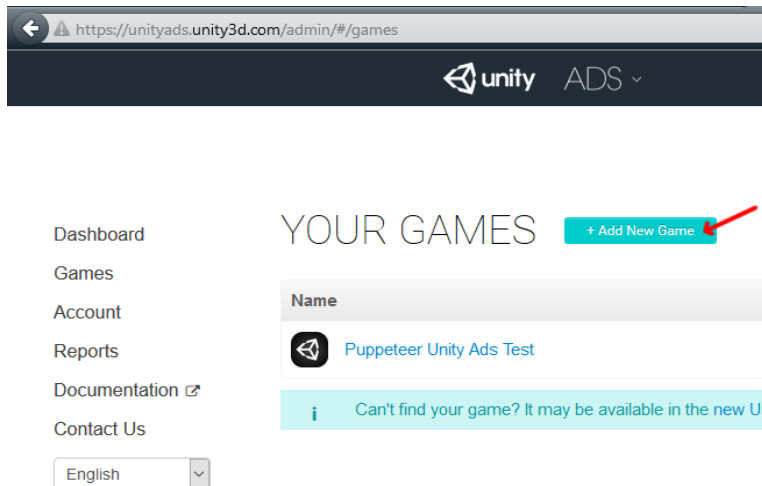 https://unityads.unity3d.com/admin/#/games
unity ADS
Dashboard
Games
Account
Reports
Documentation
Contact Us
English
YOUR GAMES
+ Add New Game
Name
Puppeteer Unity Ads Test
i Can't find your game? It may be available in the new U